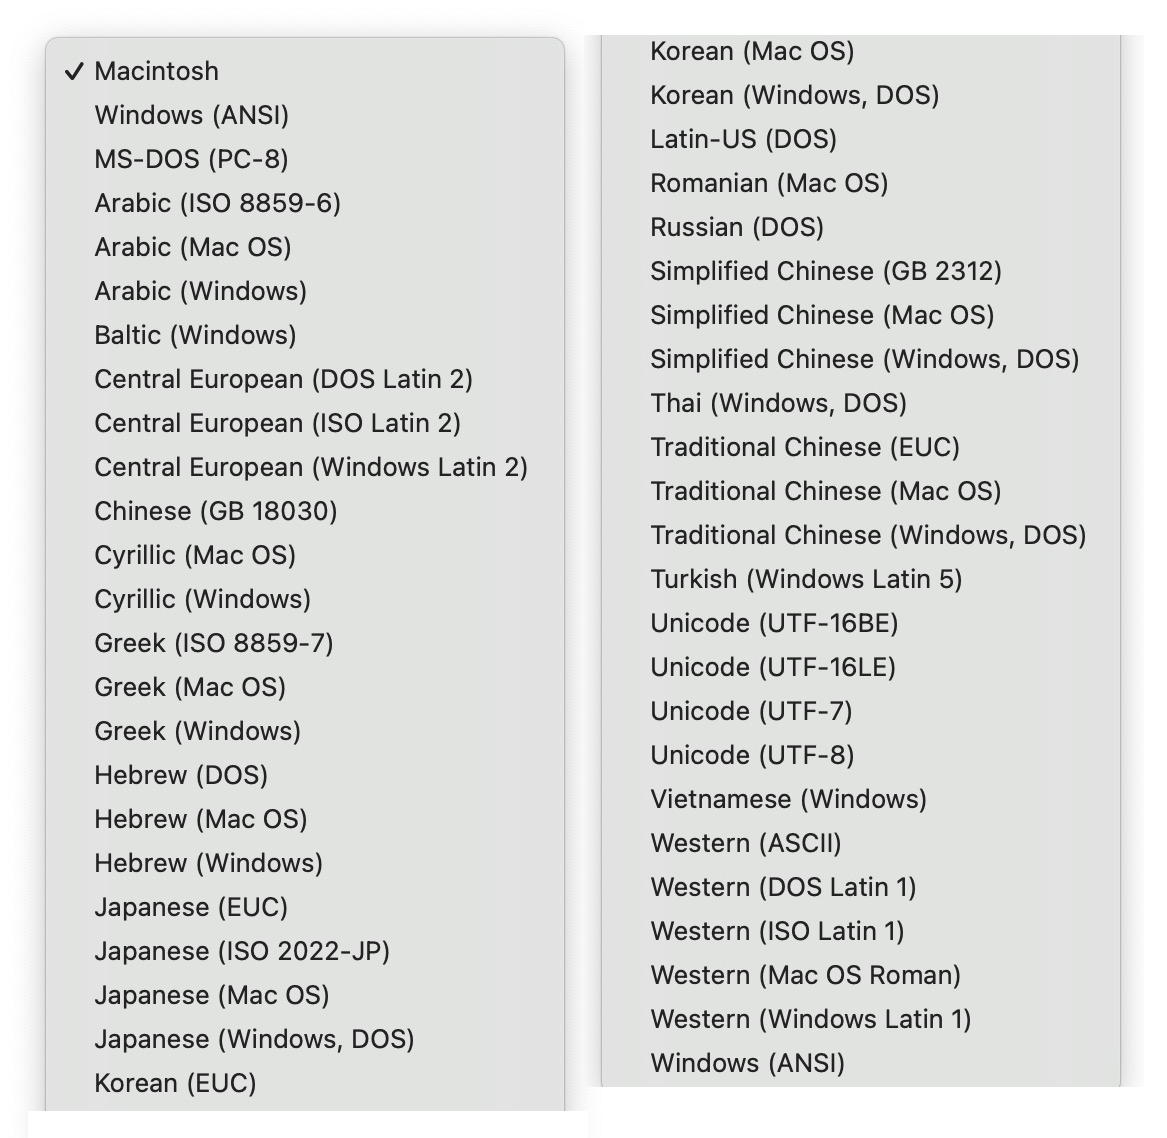 ✓ Macintosh
Windows (ANSI)
MS-DOS (PC-8)
Arabic (ISO 8859-6)
Arabic (Mac OS)
Arabic (Windows)
Baltic (Windows)
Central European (DOS Latin 2)
Central European (ISO Latin 2)
Central European (Windows Latin 2)
Chinese (GB 18030)
Cyrillic (Mac OS)
Cyrillic (Windows)
Greek (ISO 8859-7)
Greek (Mac OS)
Greek (Windows)
Hebrew (DOS)
Hebrew (Mac OS)
Hebrew (Windows)
Japanese (EUC)
Japanese (ISO 2022-JP)
Japanese (Mac OS)
Japanese (Windows, DOS)
Korean (EUC)
Korean (Mac OS)
Korean (Windows, DOS)
Latin-US (DOS)
Romanian (Mac OS)
Russian (DOS)
Simplified Chinese (GB 2312)
Simplified Chinese (Mac OS)
Simplified Chinese (Windows, DOS)
Thai (Windows, DOS)
Traditional Chinese (EUC)
Traditional Chinese (Mac OS)
Traditional Chinese (Windows, DOS)
Turkish (Windows Latin 5)
Unicode (UTF-16BE)
Unicode (UTF-16LE)
Unicode (UTF-7)
Unicode (UTF-8)
Vietnamese (Windows)
Western (ASCII)
Western (DOS Latin 1)
Western (ISO Latin 1)
Western (Mac OS Roman)
Western (Windows Latin 1)
Windows (ANSI)